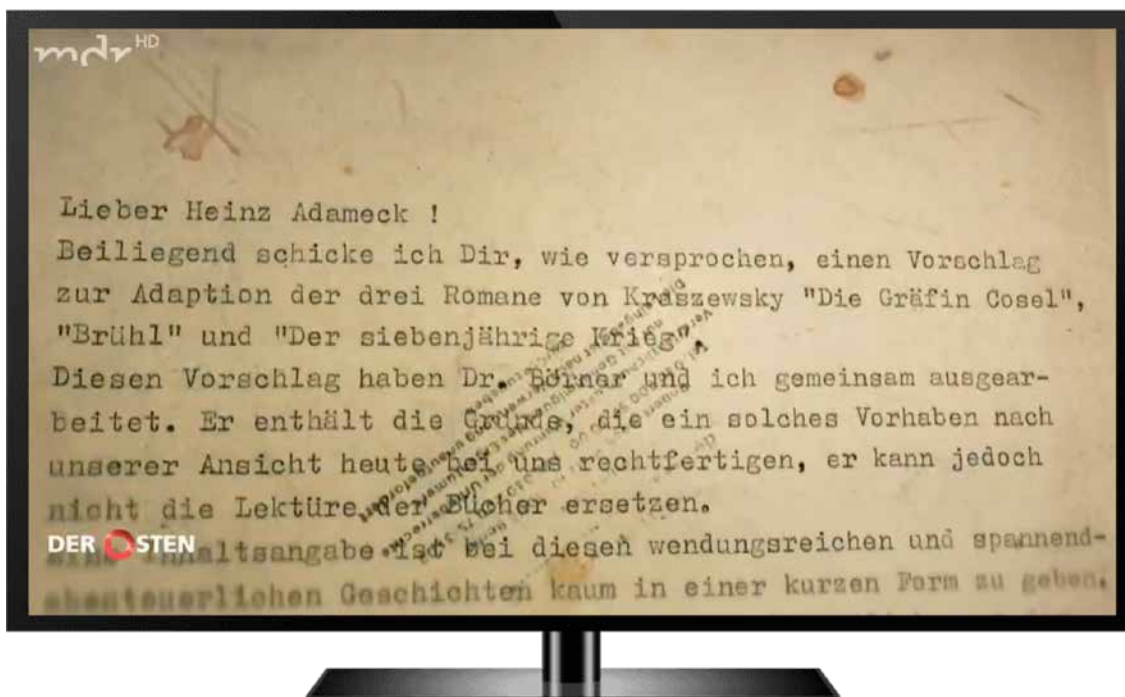 mdr HD
Lieber Heinz Adameck !
Beiliegend schicke ich Dir, wie versprochen, einen Vorschlag
zur Adaption der drei Romane von Kraszewsky "Die Gräfin Cosel",
"Brühl" und "Der siebenjährige Krieg".
Diesen Vorschlag haben Dr. Börner und ich gemeinsam ausgear-
beitet. Er enthält die Gründe, die ein solches Vorhaben nach
unserer Ansicht heute bei uns rechtfertigen, er kann jedoch
nicht die Lektüre der Bücher ersetzen.
DER OSTEN
Inhaltsangabe ist bei diesen wendungsreichen und spannend-
abenteuerlichen Geschichten kaum in einer kurzen Form zu geben.